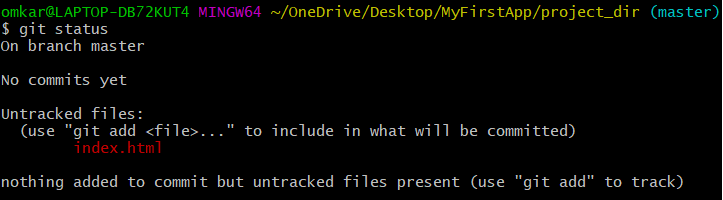 omkar@LAPTOP-DB72KUT4 MINGW64 ~/OneDrive/Desktop/MyFirstApp/project_dir (master)
$ git status
On branch master
No commits yet
Untracked files:
(use "git add <file>..." to include in what will be committed)
index.html
nothing added to commit but untracked files present (use "git add" to track)